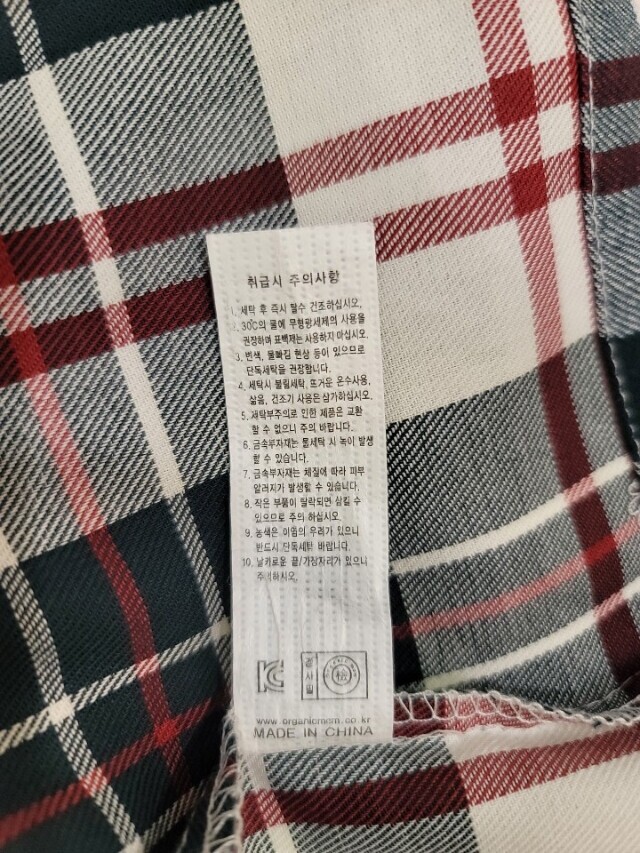 취급시 주의사항
1. 세탁 후 즉시 탈수 건조하십시오.
2. 30℃의 물에 무형광세제의 사용을
권장하며 표백제는 사용하지 마십시오.
3. 변색, 물빠짐 현상 등이 있으므로
단독세탁을 권장합니다.
4. 세탁시 불림세탁, 뜨거운 온수사용,
삶음, 건조기 사용은 삼가하십시오.
5. 세탁부주의로 인한 제품은 교환
할 수 없으니 주의 바랍니다.
6. 금속부자재는 물세탁 시 녹이 발생
할 수 있습니다.
7. 금속부자재는 체질에 따라 피부
알러지가 발생할 수 있습니다.
8. 작은 부품이 탈락되면 삼킬 수
있으므로 주의 하십시오.
9. 농색은 이염의 우려가 있으니
반드시 단독세탁 바랍니다.
10. 날카로운 끝/가장자리가 있으니
주의하십시오.
검사필
www.organicmom.co.kr
MADE IN CHINA